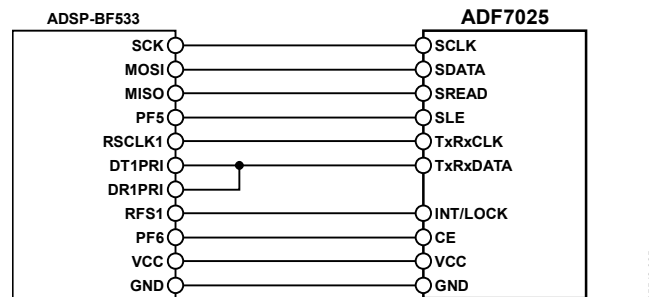 ADSP-BF533 ADF7025
SCK SCLK
MOSI SDATA
MISO SREAD
PF5 SLE
RSCLK1 TxRxCLK
DT1PRI TxRxDATA
DR1PRI
RFS1 INT/LOCK
PF6 CE
VCC VCC
GND GND